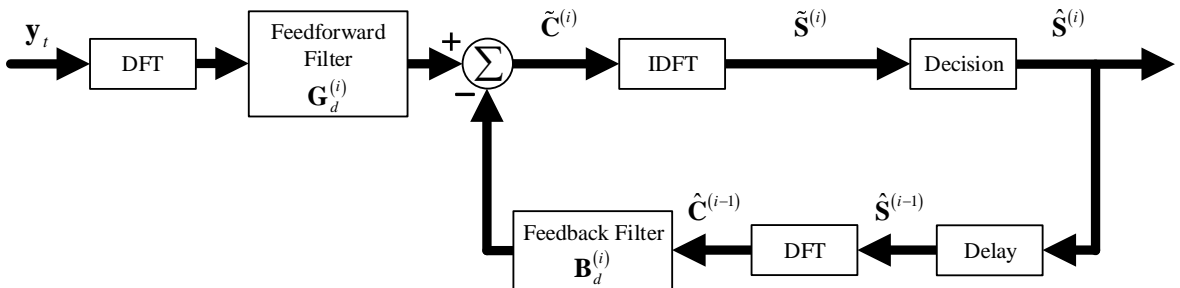 y_t
DFT
Feedforward
Filter
G_d^(i)
+
−
Σ
C̃^(i)
IDFT
S̃^(i)
Decision
Ŝ^(i)
Feedback Filter
B_d^(i)
Ĉ^(i−1)
DFT
Ŝ^(i−1)
Delay